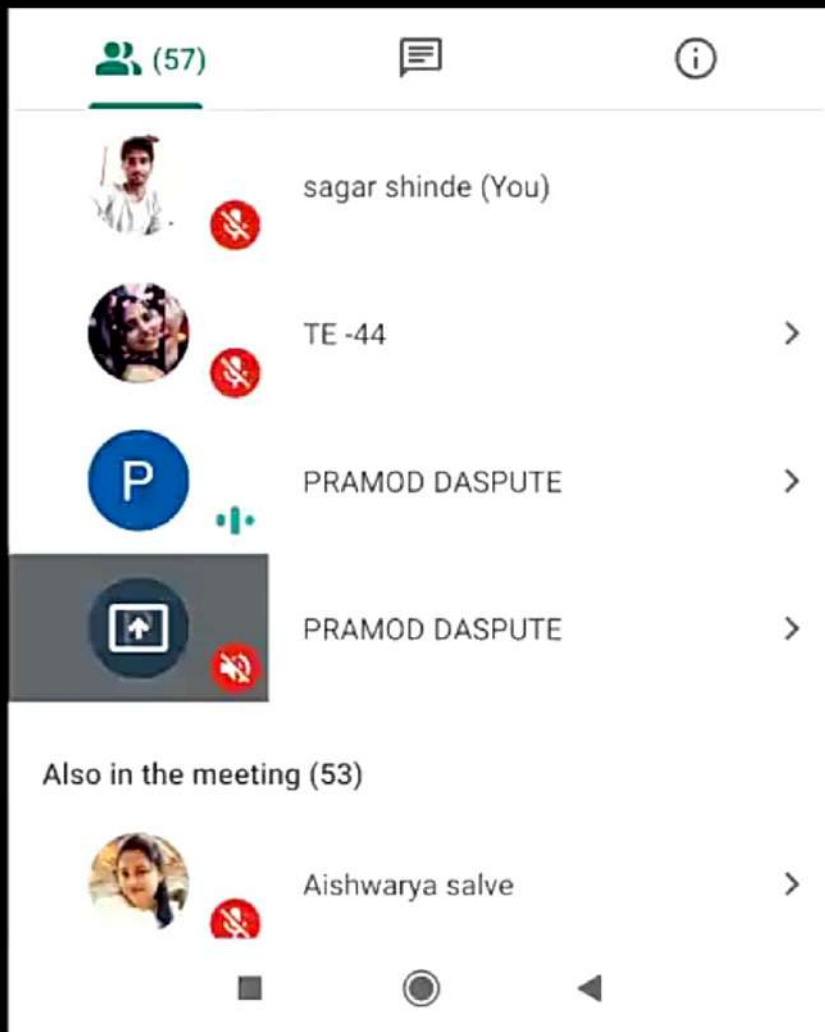 (57)
sagar shinde (You)
TE -44
P
PRAMOD DASPUTE
PRAMOD DASPUTE
Also in the meeting (53)
Aishwarya salve